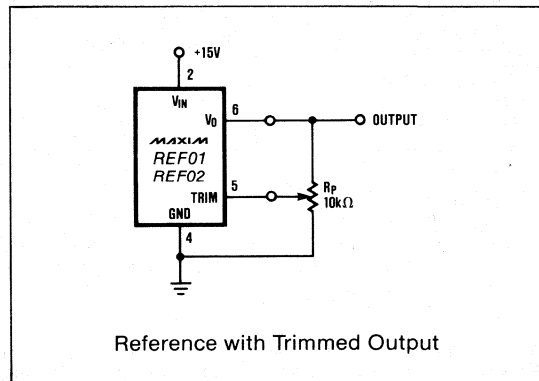 +15V
2
VIN
VO
6
OUTPUT
MAXIM
REF01
REF02
TRIM
5
RP
10kΩ
GND
4
Reference with Trimmed Output